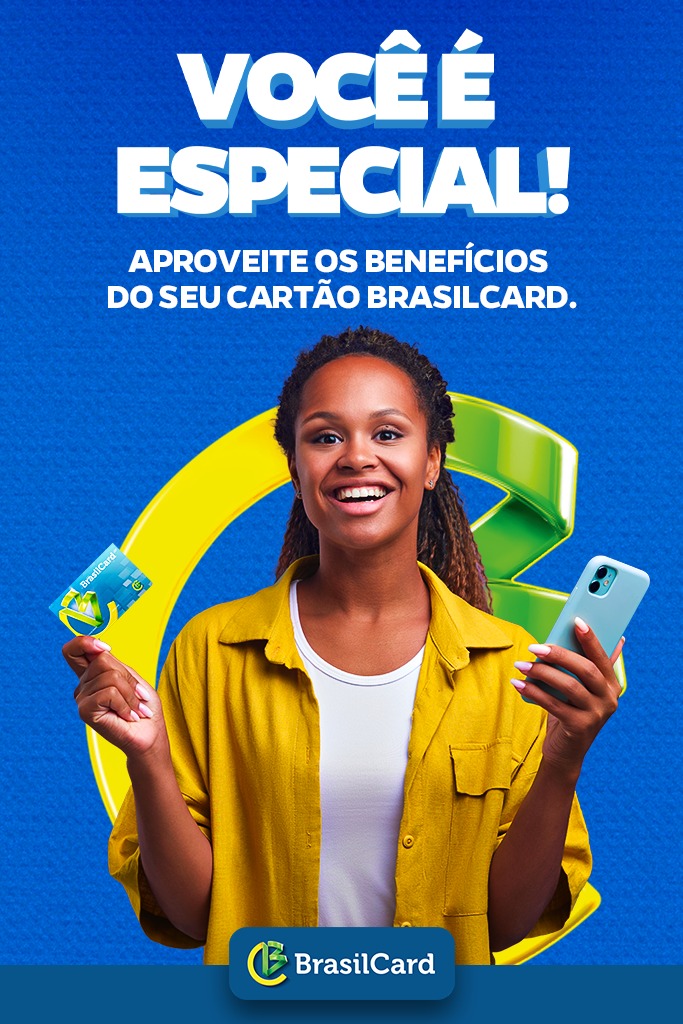 VOCÊ É
ESPECIAL!
APROVEITE OS BENEFÍCIOS
DO SEU CARTÃO BRASILCARD.
BrasilCard
BrasilCard